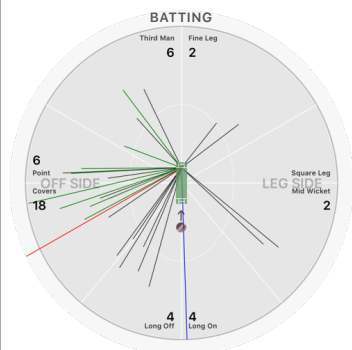 BATTING
Third Man
6
Fine Leg
2
6
Point
OFF SIDE
Covers
18
Square Leg
LEG SIDE
Mid Wicket
2
4
Long Off
4
Long On